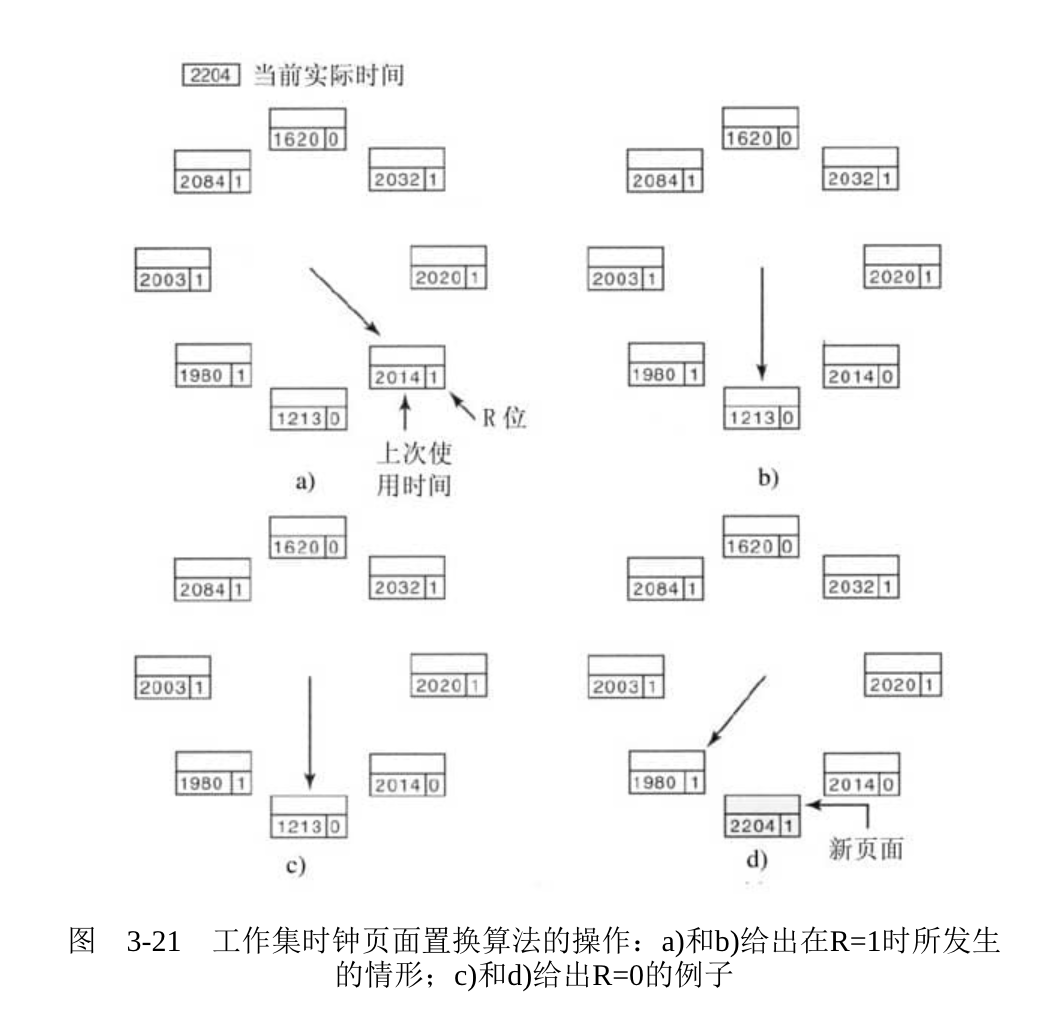 2204 当前实际时间
1620 0
1620 0
2084 1
2032 1
2084 1
2032 1
2003 1
2020 1
2003 1
2020 1
1980 1
2014 1
1980 1
2014 0
1213 0
R 位
1213 0
上次使
用时间
a)
b)
1620 0
1620 0
2084 1
2032 1
2084 1
2032 1
2003 1
2020 1
2003 1
2020 1
1980 1
2014 0
1980 1
2014 0
1213 0
2204 1
新页面
c)
d)
图 3-21 工作集时钟页面置换算法的操作：a)和b)给出在R=1时所发生
的情形；c)和d)给出R=0的例子